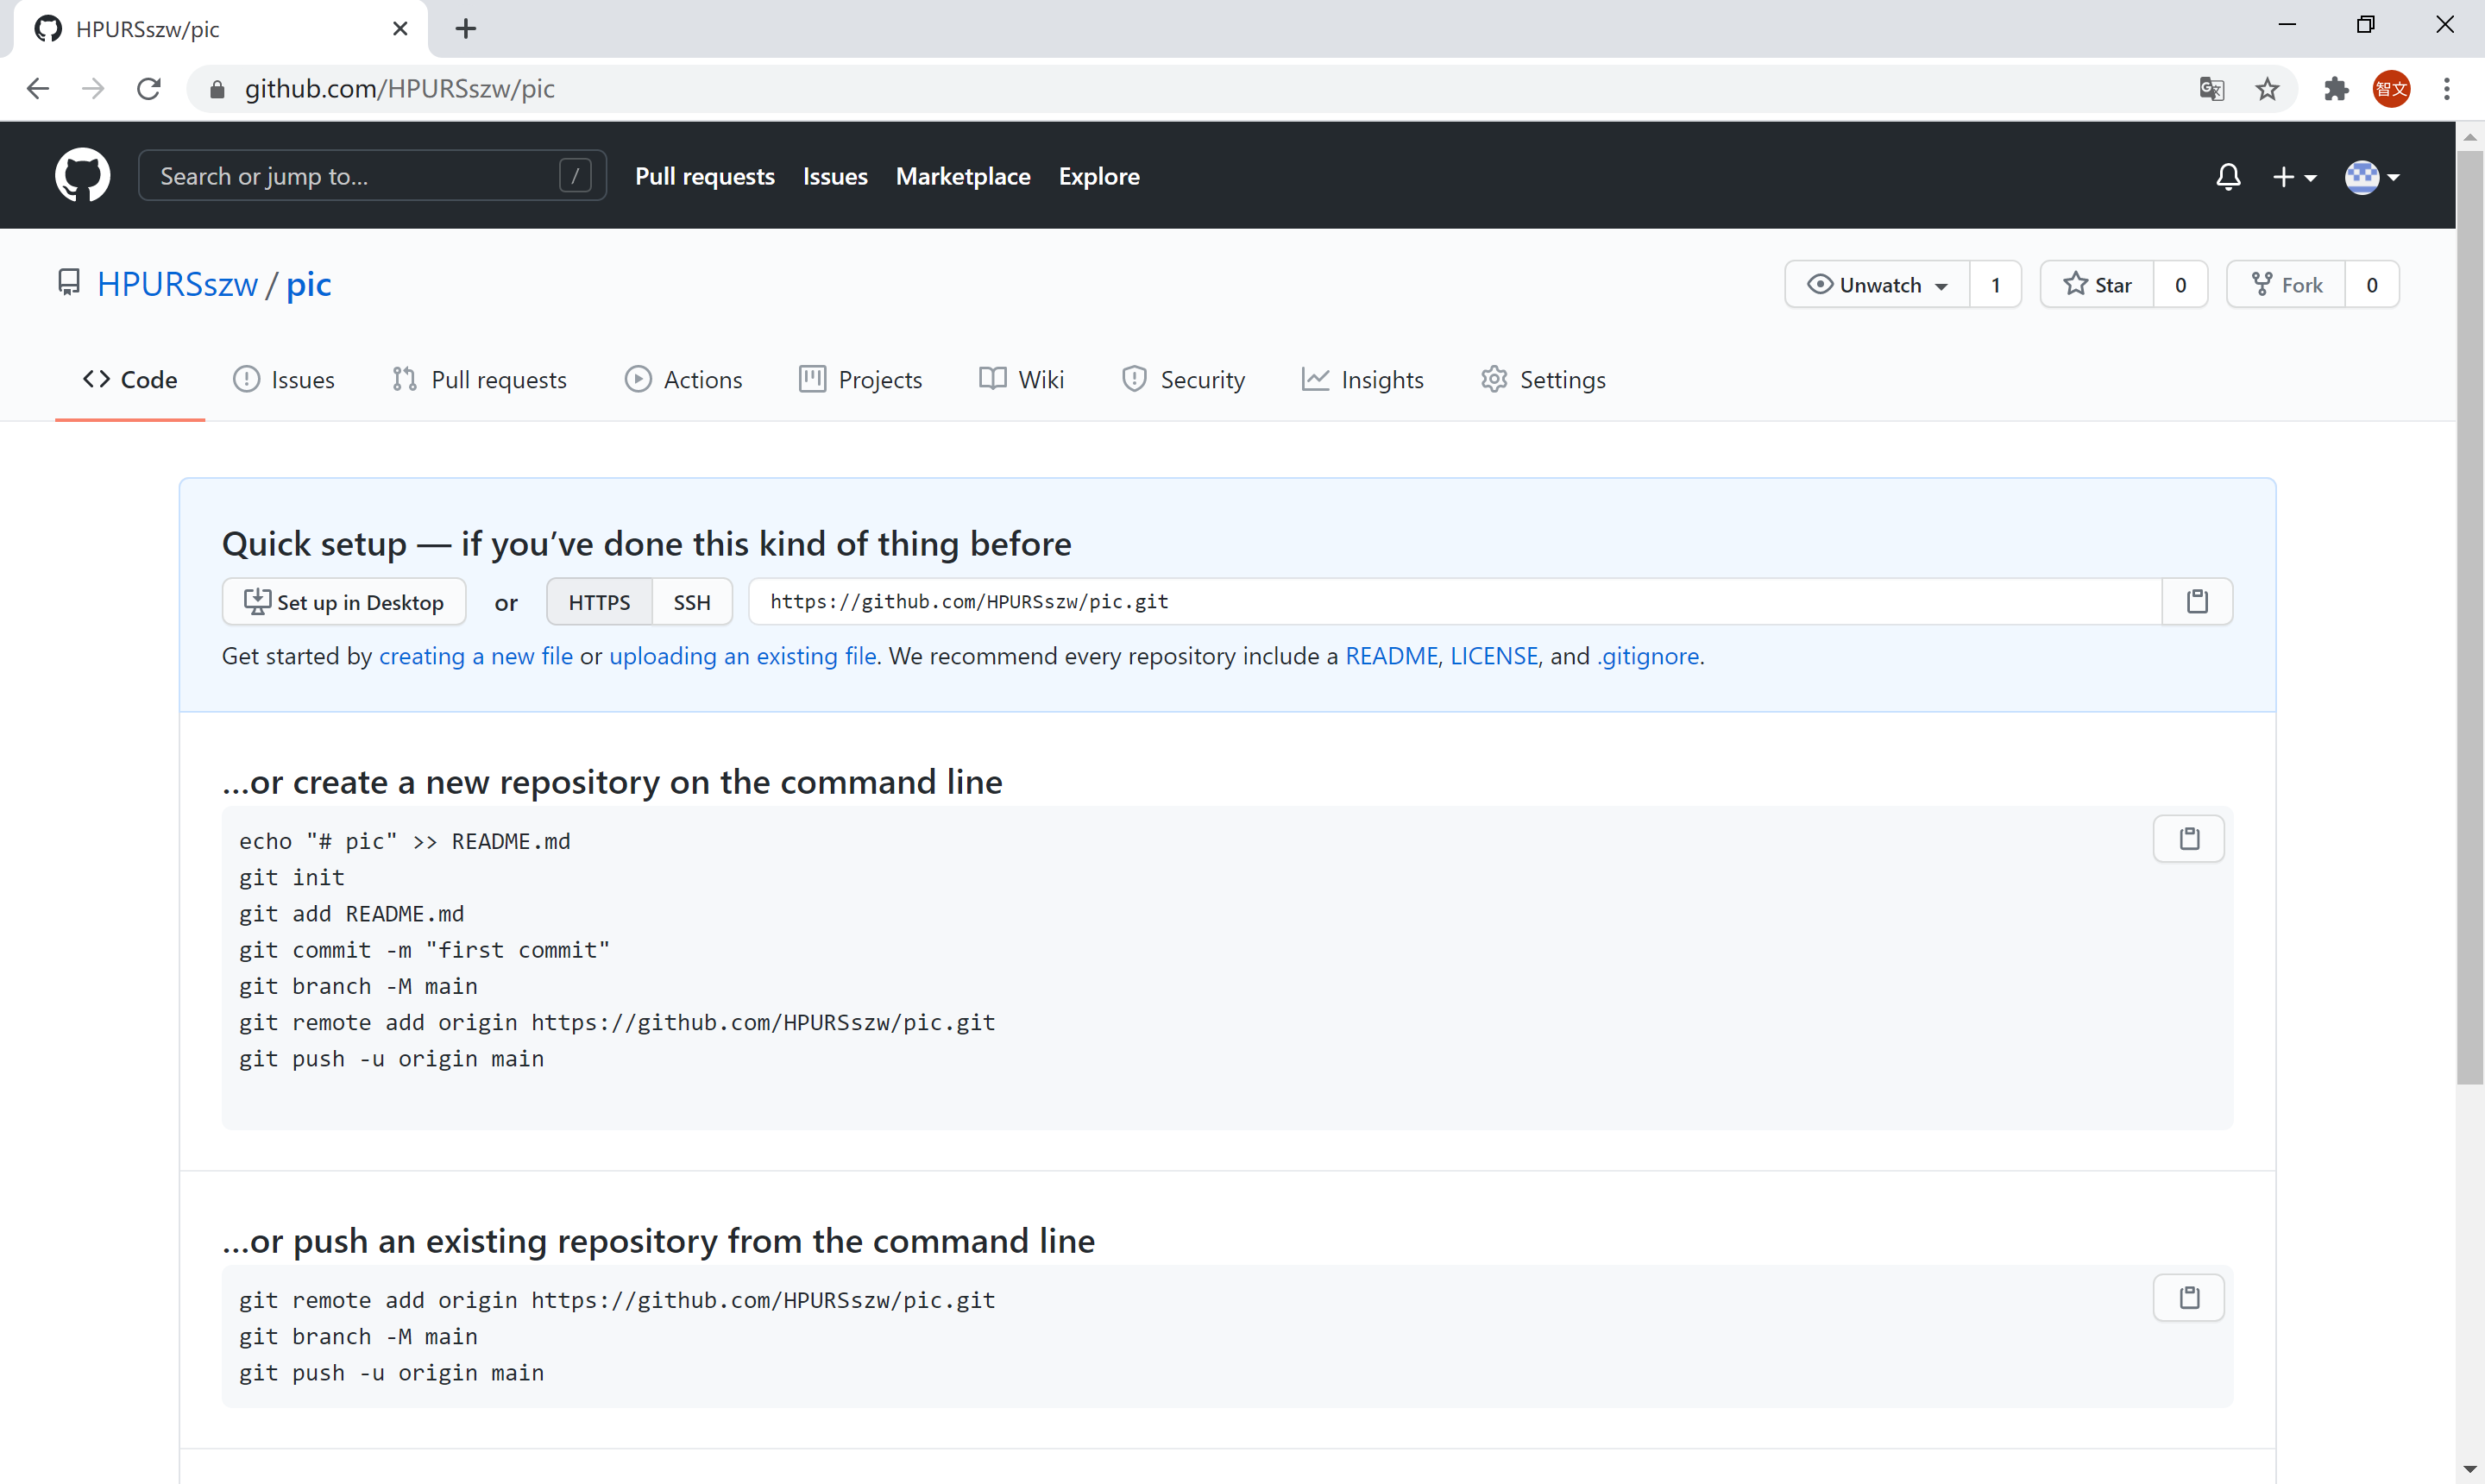 HPURSszw/pic
github.com/HPURSszw/pic
智文
Search or jump to... /
Pull requests Issues Marketplace Explore
HPURSszw / pic
Unwatch 1 Star 0 Fork 0
Code Issues Pull requests Actions Projects Wiki Security Insights Settings
Quick setup — if you’ve done this kind of thing before
Set up in Desktop or HTTPS SSH https://github.com/HPURSszw/pic.git
Get started by creating a new file or uploading an existing file. We recommend every repository include a README, LICENSE, and .gitignore.
…or create a new repository on the command line
echo "# pic" >> README.md
git init
git add README.md
git commit -m "first commit"
git branch -M main
git remote add origin https://github.com/HPURSszw/pic.git
git push -u origin main
…or push an existing repository from the command line
git remote add origin https://github.com/HPURSszw/pic.git
git branch -M main
git push -u origin main